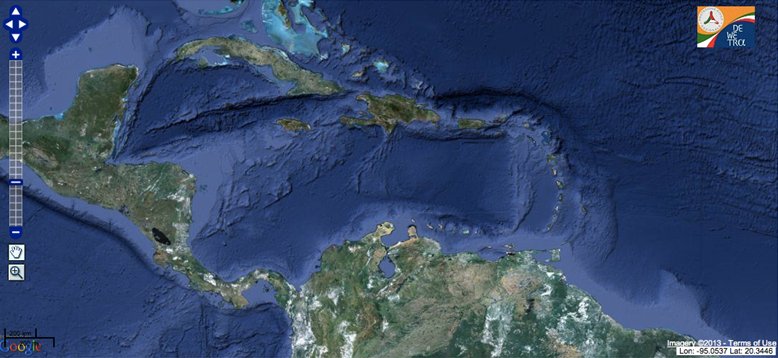 DE
WE
TRA
200 km
Google
Imagery ©2013 - Terms of Use
Lon: -95.0537 Lat: 20.3446